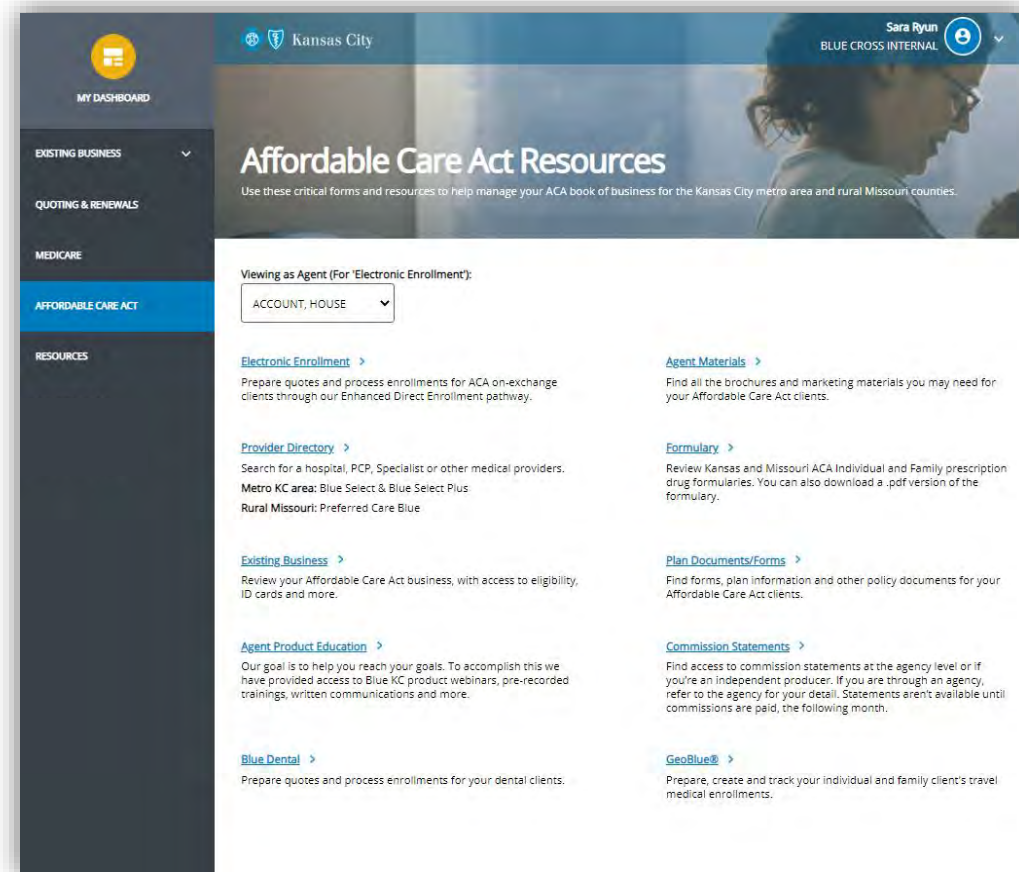 MY DASHBOARD
EXISTING BUSINESS
QUOTING & RENEWALS
MEDICARE
AFFORDABLE CARE ACT
RESOURCES
Kansas City
Sara Ryun
BLUE CROSS INTERNAL
Affordable Care Act Resources
Use these critical forms and resources to help manage your ACA book of business for the Kansas City metro area and rural Missouri counties.
Viewing as Agent (For 'Electronic Enrollment'):
ACCOUNT, HOUSE
Electronic Enrollment >
Prepare quotes and process enrollments for ACA on-exchange
clients through our Enhanced Direct Enrollment pathway.
Agent Materials >
Find all the brochures and marketing materials you may need for
your Affordable Care Act clients.
Provider Directory >
Search for a hospital, PCP, Specialist or other medical providers.
Metro KC area: Blue Select & Blue Select Plus
Rural Missouri: Preferred Care Blue
Formulary >
Review Kansas and Missouri ACA Individual and Family prescription
drug formularies. You can also download a .pdf version of the
formulary.
Existing Business >
Review your Affordable Care Act business, with access to eligibility,
ID cards and more.
Plan Documents/Forms >
Find forms, plan information and other policy documents for your
Affordable Care Act clients.
Agent Product Education >
Our goal is to help you reach your goals. To accomplish this we
have provided access to Blue KC product webinars, pre-recorded
trainings, written communications and more.
Commission Statements >
Find access to commission statements at the agency level or if
you're an independent producer. If you are through an agency,
refer to the agency for your detail. Statements aren't available until
commissions are paid, the following month.
Blue Dental >
Prepare quotes and process enrollments for your dental clients.
GeoBlue® >
Prepare, create and track your individual and family client's travel
medical enrollments.